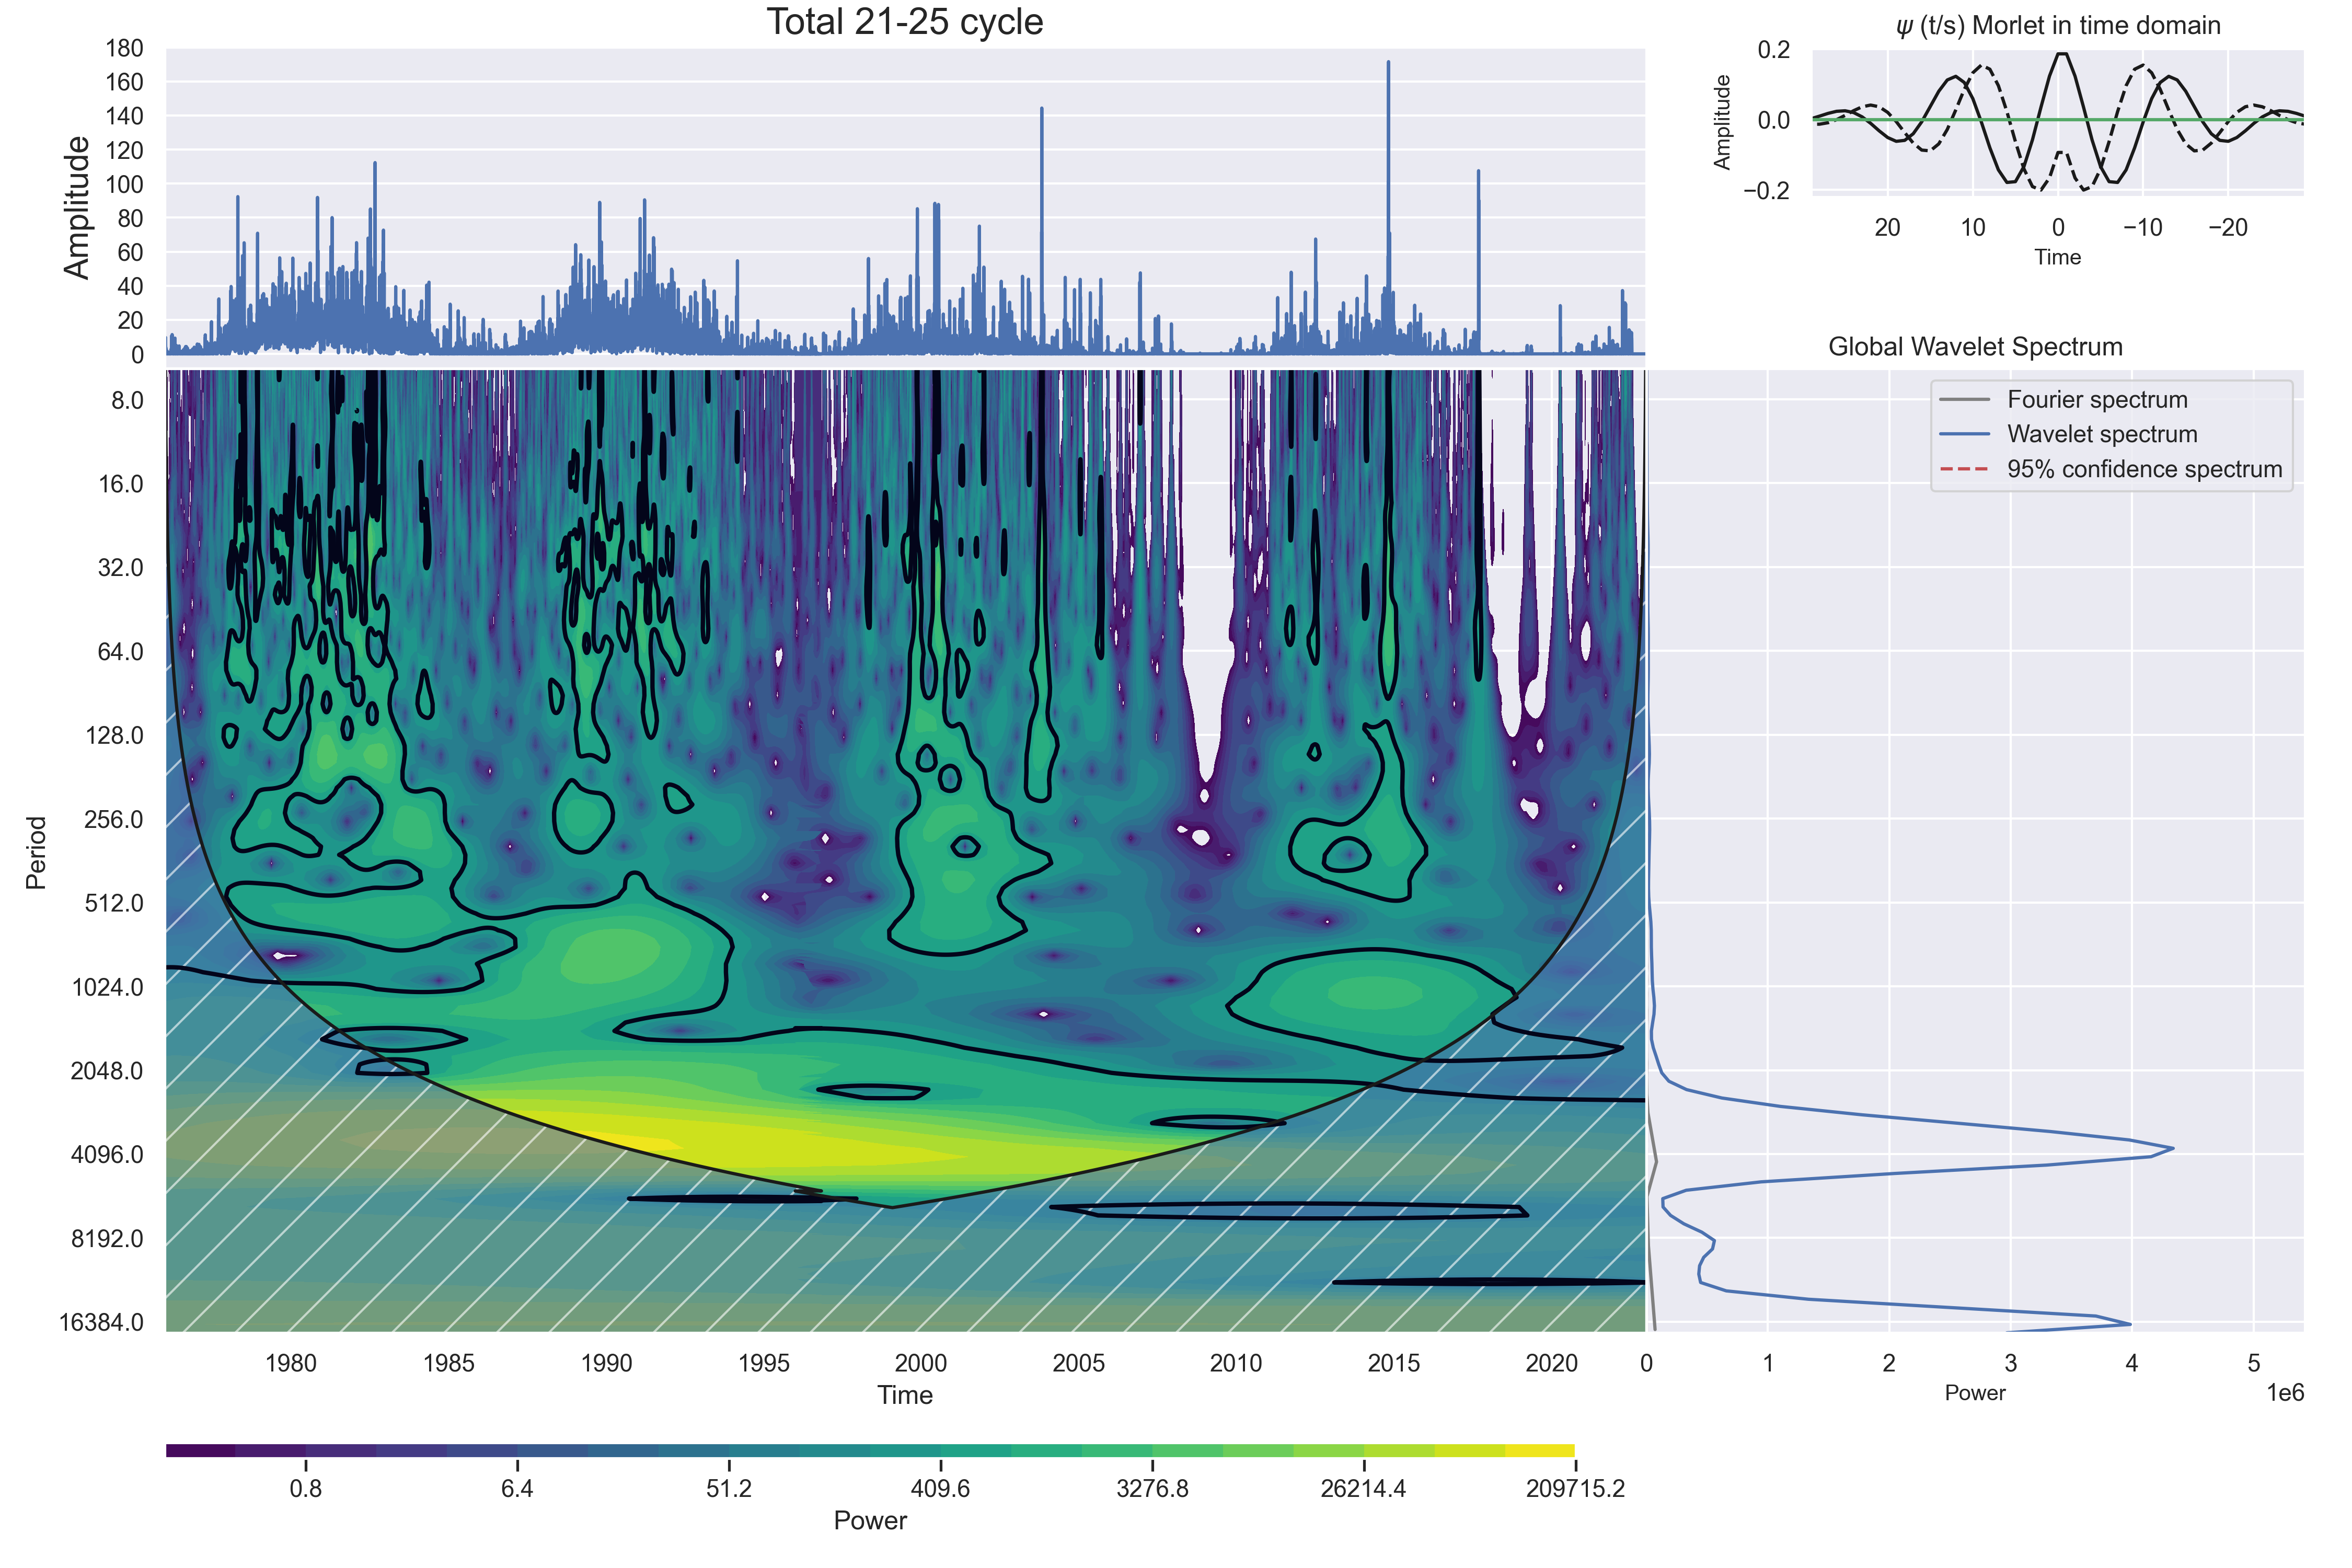 Total 21-25 cycle
180
160
140
120
100
80
60
40
20
0
Amplitude
ψ (t/s) Morlet in time domain
0.2
0.0
−0.2
Amplitude
20 10 0 −10 −20
Time
Global Wavelet Spectrum
Fourier spectrum
Wavelet spectrum
95% confidence spectrum
8.0
16.0
32.0
64.0
128.0
256.0
512.0
1024.0
2048.0
4096.0
8192.0
16384.0
Period
1980 1985 1990 1995 2000 2005 2010 2015 2020
Time
0 1 2 3 4 5
Power
1e6
0.8 6.4 51.2 409.6 3276.8 26214.4 209715.2
Power